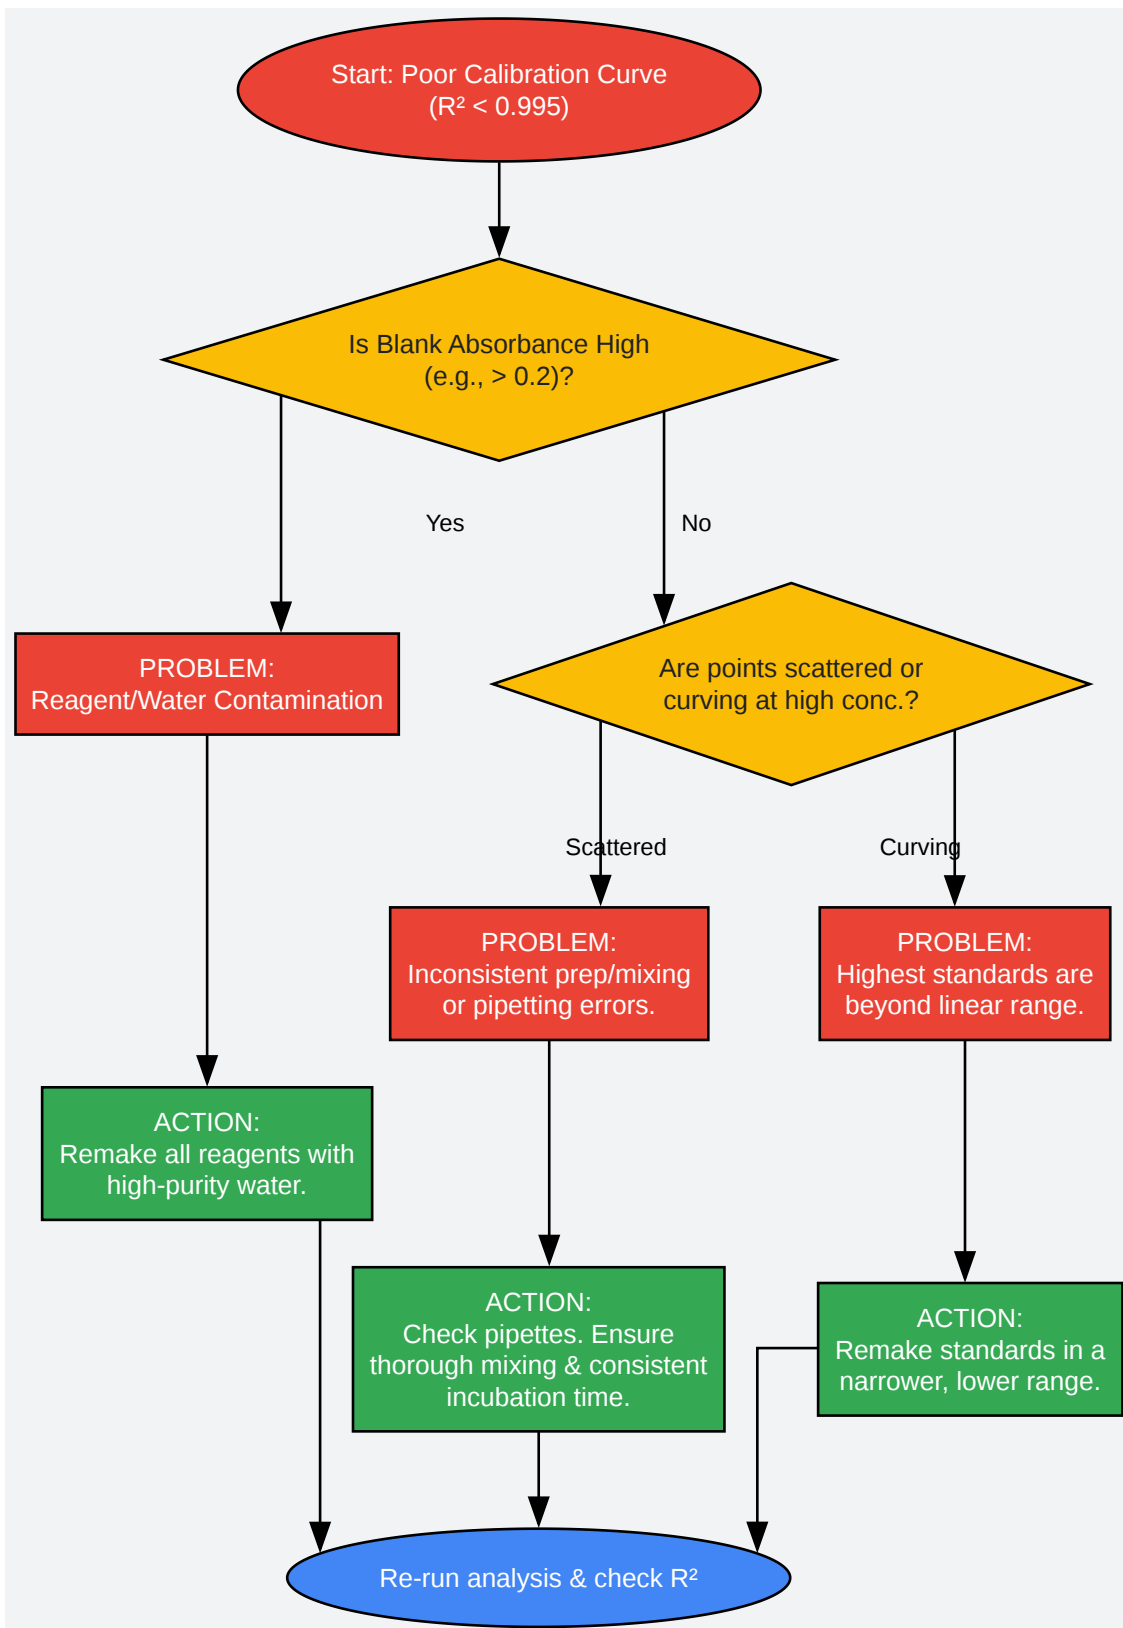 Start: Poor Calibration Curve
(R² < 0.995)
Is Blank Absorbance High
(e.g., > 0.2)?
Yes
No
PROBLEM:
Reagent/Water Contamination
Are points scattered or
curving at high conc.?
Scattered
Curving
PROBLEM:
Inconsistent prep/mixing
or pipetting errors.
PROBLEM:
Highest standards are
beyond linear range.
ACTION:
Remake all reagents with
high-purity water.
ACTION:
Check pipettes. Ensure
thorough mixing & consistent
incubation time.
ACTION:
Remake standards in a
narrower, lower range.
Re-run analysis & check R²